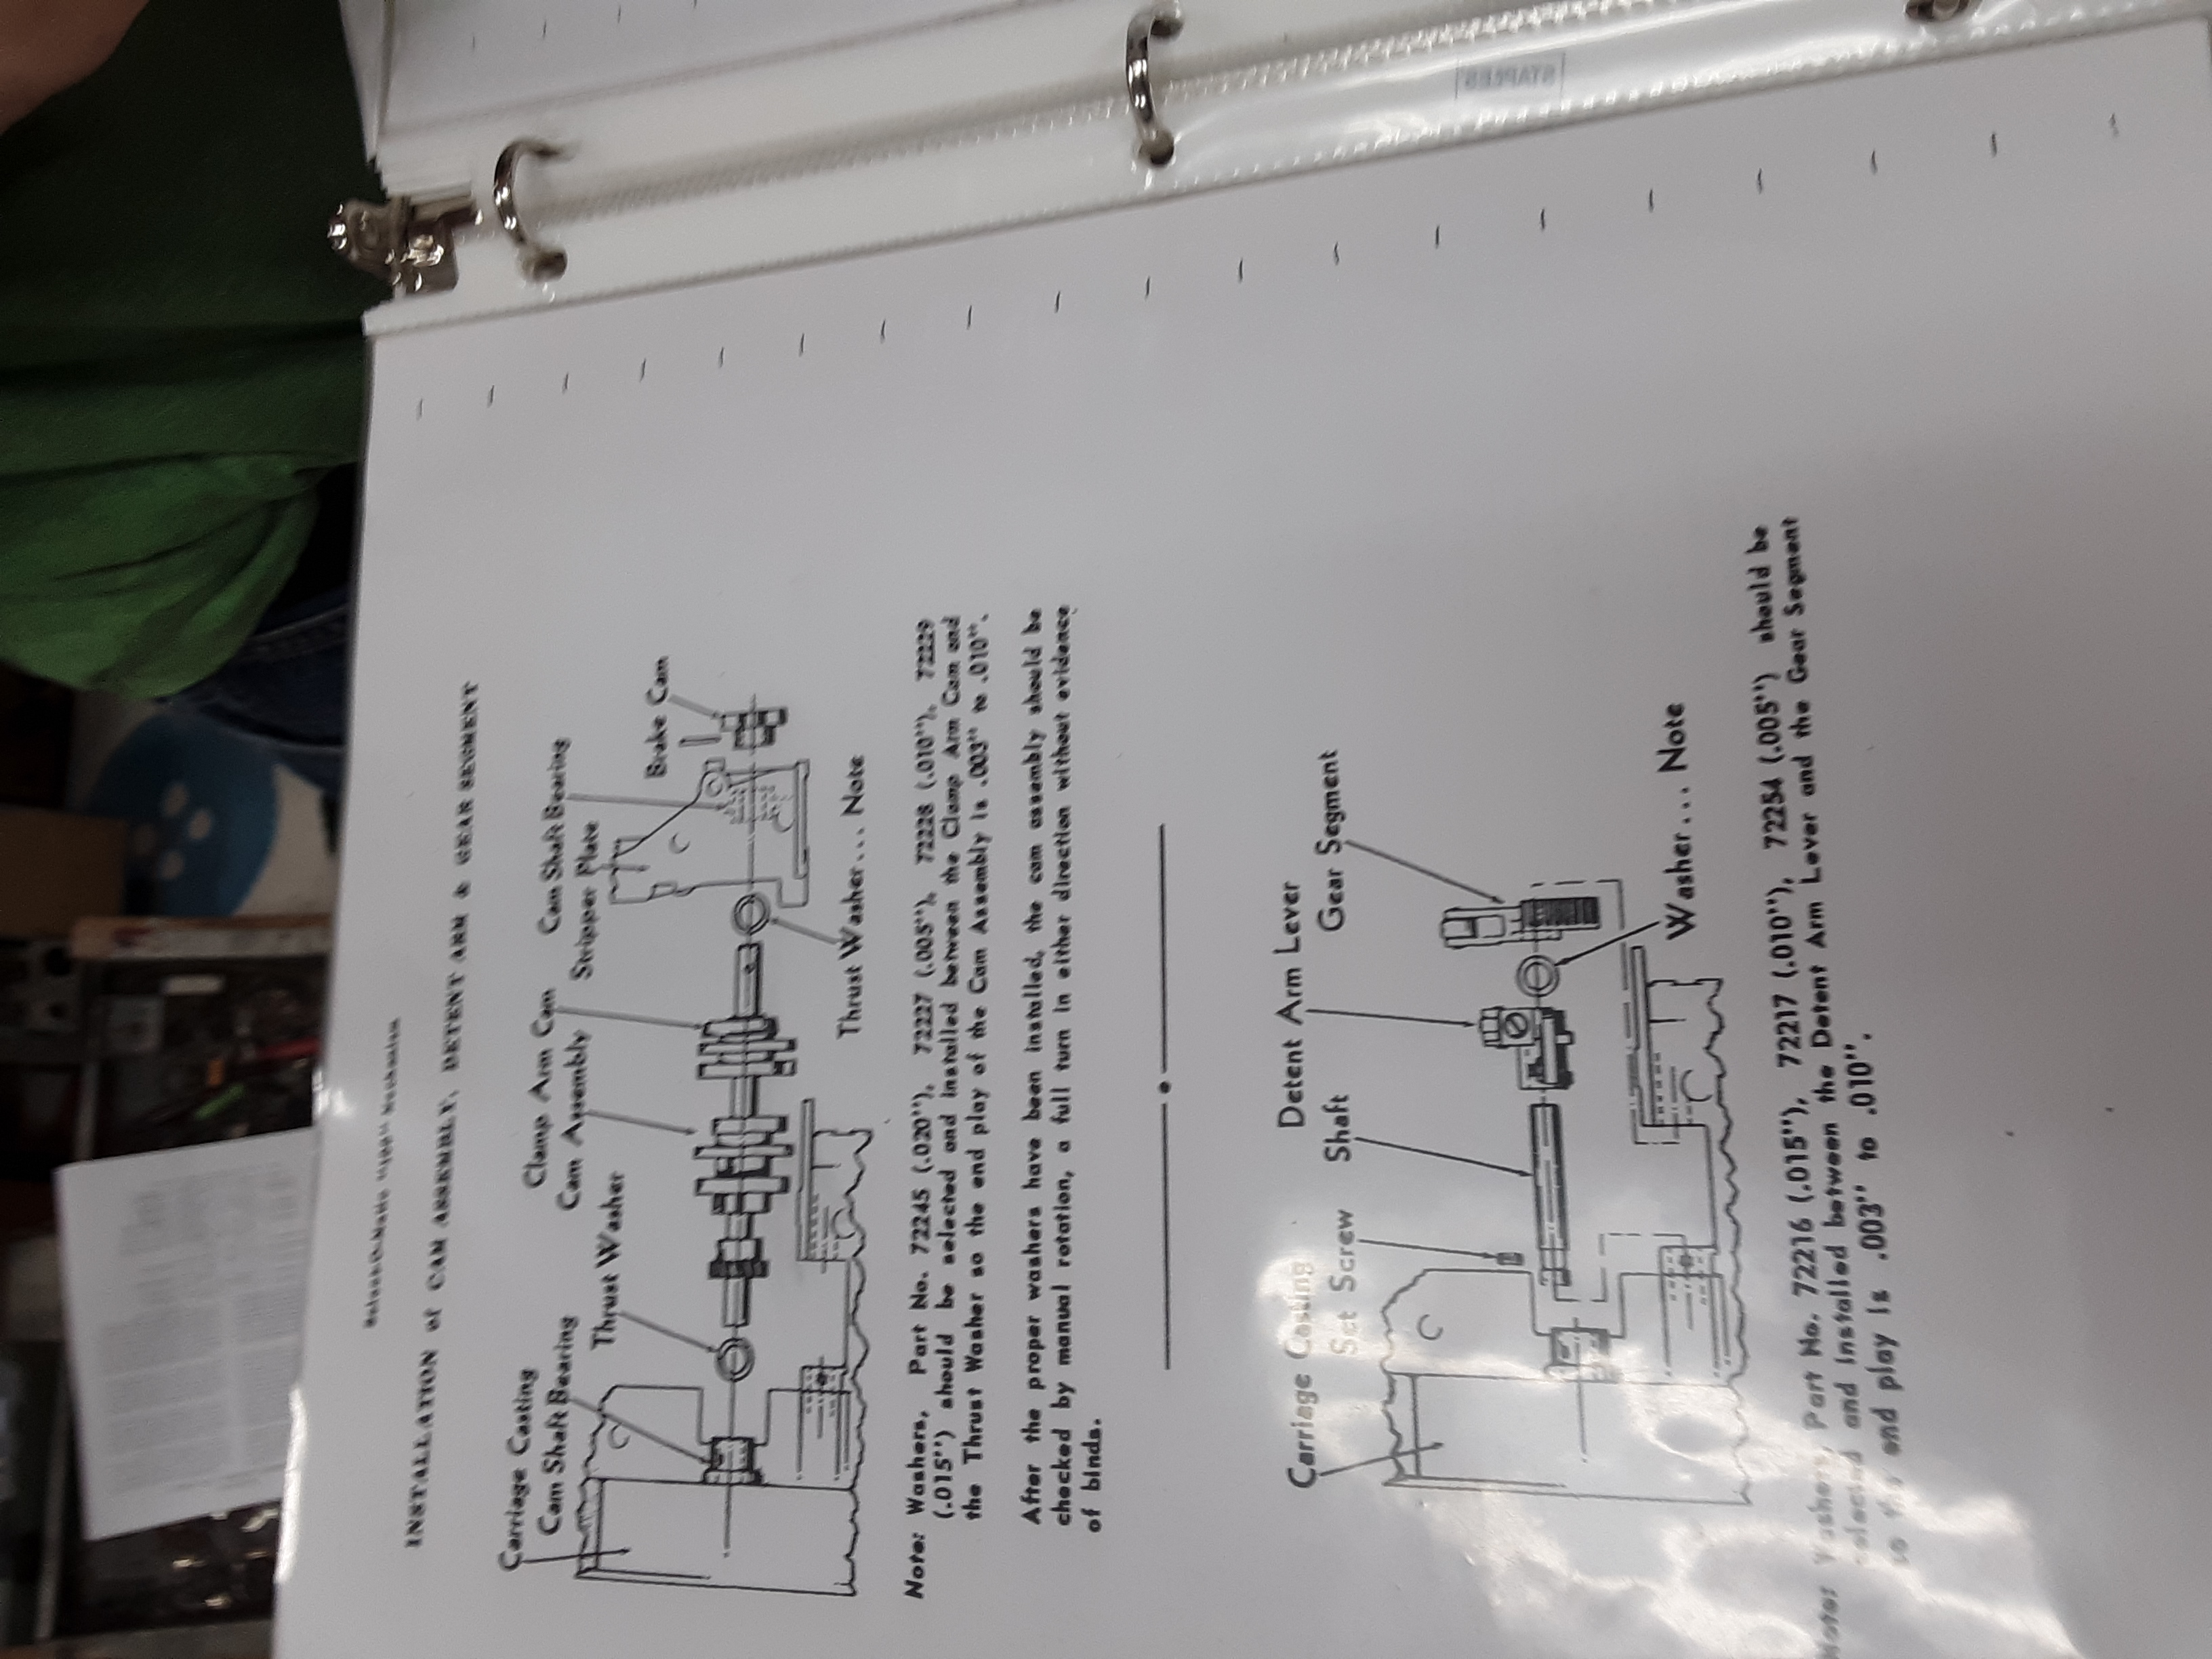 Select-O-Matic "100" Mechanism
INSTALLATION of CAM ASSEMBLY, DETENT ARM & GEAR SEGMENT
Carriage Casting
Cam Shaft Bearing
Thrust Washer
Clamp Arm Cam
Cam Assembly
Cam Shaft Bearing
Stripper Plate
Brake Cam
Thrust Washer... Note
Note: Washers, Part No. 72245 (.020''), 72227 (.005''), 72228 (.010''), 72229
(.015'') should be selected and installed between the Clamp Arm Cam and
the Thrust Washer so the end play of the Cam Assembly is .003'' to .010''.
After the proper washers have been installed, the cam assembly should be
checked by manual rotation, a full turn in either direction without evidence
of binds.
Carriage Casting
Set Screw
Shaft
Detent Arm Lever
Gear Segment
Washer... Note
Note: Washers, Part No. 72216 (.015''), 72217 (.010''), 72254 (.005'') should be
selected and installed between the Detent Arm Lever and the Gear Segment
so the end play is .003'' to .010''.